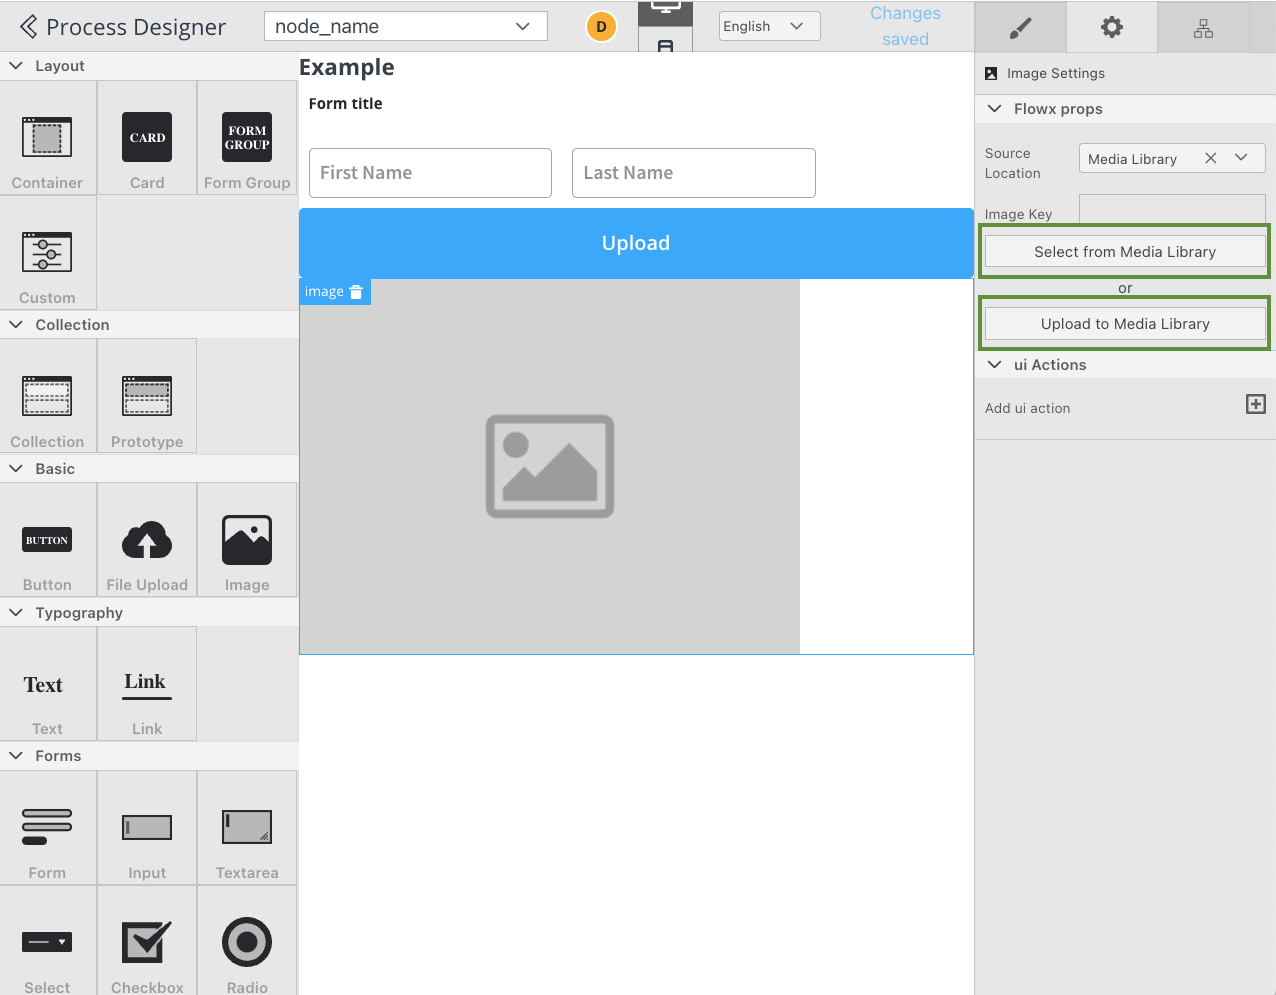 Process Designer
node_name
D
English
Changes
saved
Layout
CARD
FORM
GROUP
Container
Card
Form Group
Custom
Collection
Collection
Prototype
Basic
BUTTON
Button
File Upload
Image
Typography
Text
Link
Text
Link
Forms
Form
Input
Textarea
Select
Checkbox
Radio
Example
Form title
First Name
Last Name
Upload
image
Image Settings
Flowx props
Source
Location
Media Library
Image Key
Select from Media Library
or
Upload to Media Library
ui Actions
Add ui action